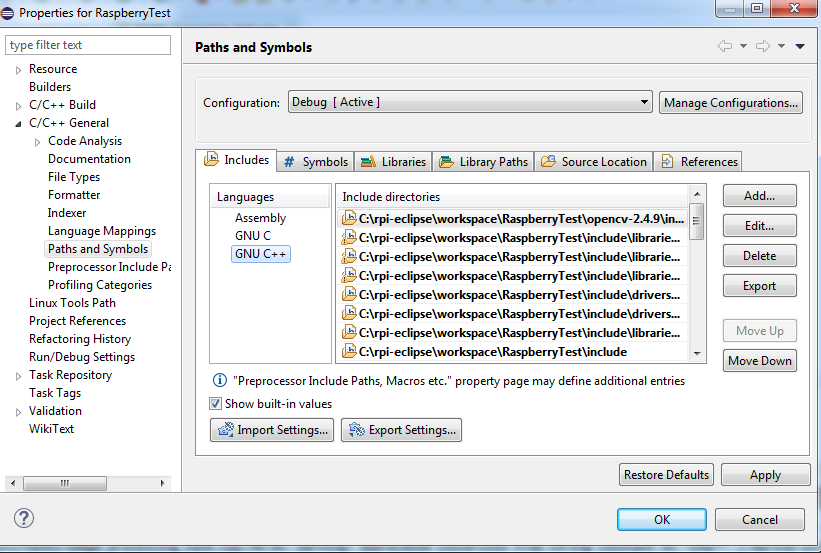 Properties for RaspberryTest
type filter text
Resource
Builders
C/C++ Build
C/C++ General
Code Analysis
Documentation
File Types
Formatter
Indexer
Language Mappings
Paths and Symbols
Preprocessor Include Pa
Profiling Categories
Linux Tools Path
Project References
Refactoring History
Run/Debug Settings
Task Repository
Task Tags
Validation
WikiText
Paths and Symbols
Configuration:
Debug [ Active ]
Manage Configurations...
Includes
# Symbols
Libraries
Library Paths
Source Location
References
Languages
Assembly
GNU C
GNU C++
Include directories
C:\rpi-eclipse\workspace\RaspberryTest\opencv-2.4.9\in...
C:\rpi-eclipse\workspace\RaspberryTest\include\librarie...
C:\rpi-eclipse\workspace\RaspberryTest\include\librarie...
C:\rpi-eclipse\workspace\RaspberryTest\include\librarie...
C:\rpi-eclipse\workspace\RaspberryTest\include\drivers...
C:\rpi-eclipse\workspace\RaspberryTest\include\drivers...
C:\rpi-eclipse\workspace\RaspberryTest\include\librarie...
C:\rpi-eclipse\workspace\RaspberryTest\include
Add...
Edit...
Delete
Export
Move Up
Move Down
"Preprocessor Include Paths, Macros etc." property page may define additional entries
Show built-in values
Import Settings...
Export Settings...
Restore Defaults
Apply
OK
Cancel